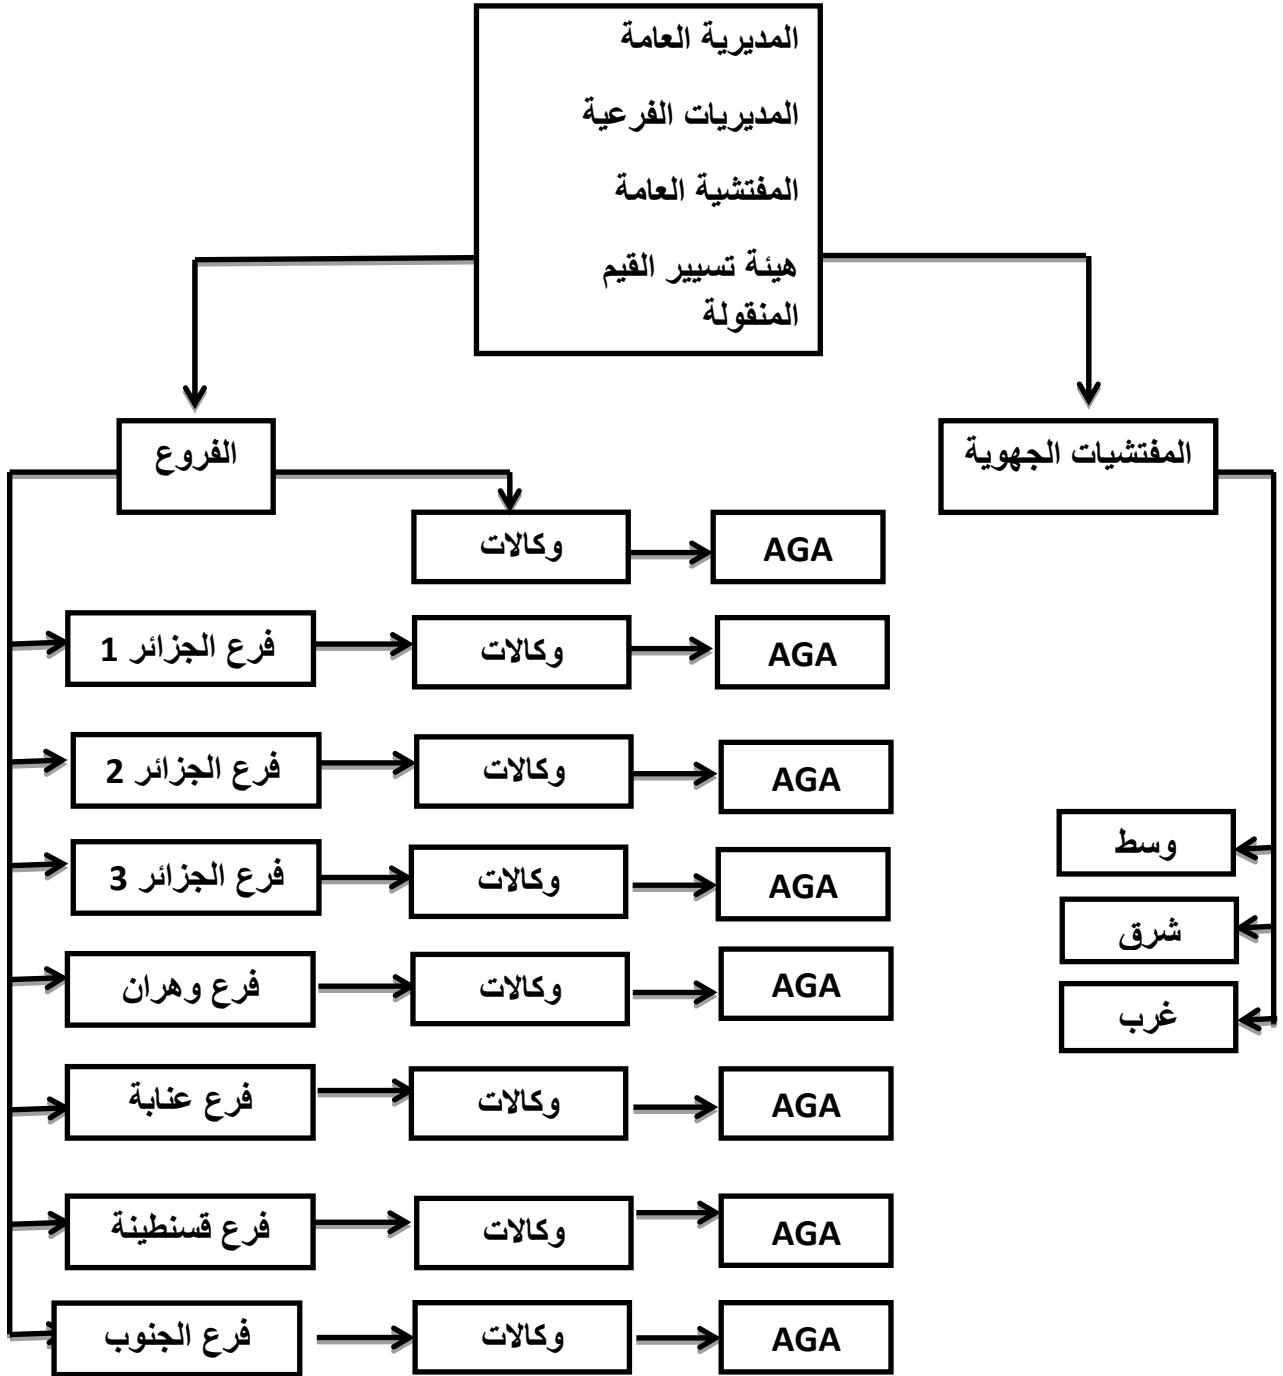 المديرية العامة
المديريات الفرعية
المفتشية العامة
هيئة تسيير القيم
المنقولة
المفتشيات الجهوية
الفروع
وكالات
AGA
فرع الجزائر 1
وكالات
AGA
فرع الجزائر 2
وكالات
AGA
وسط
فرع الجزائر 3
وكالات
AGA
شرق
فرع وهران
وكالات
AGA
غرب
فرع عنابة
وكالات
AGA
فرع قسنطينة
وكالات
AGA
فرع الجنوب
وكالات
AGA